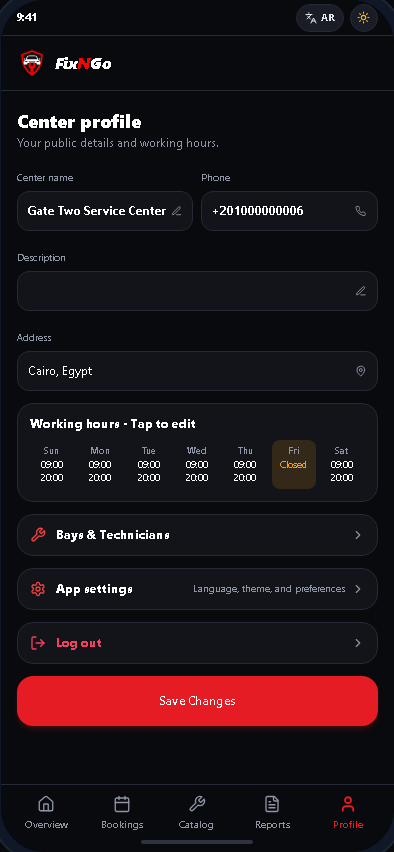 9:41
AR
FixNGo
Center profile
Your public details and working hours.
Center name
Phone
Gate Two Service Center
+201000000006
Description
Address
Cairo, Egypt
Working hours - Tap to edit
Sun Mon Tue Wed Thu Fri Sat
09:00 09:00 09:00 09:00 09:00 Closed 09:00
20:00 20:00 20:00 20:00 20:00 20:00
Bays & Technicians
App settings
Language, theme, and preferences
Log out
Save Changes
Overview Bookings Catalog Reports Profile